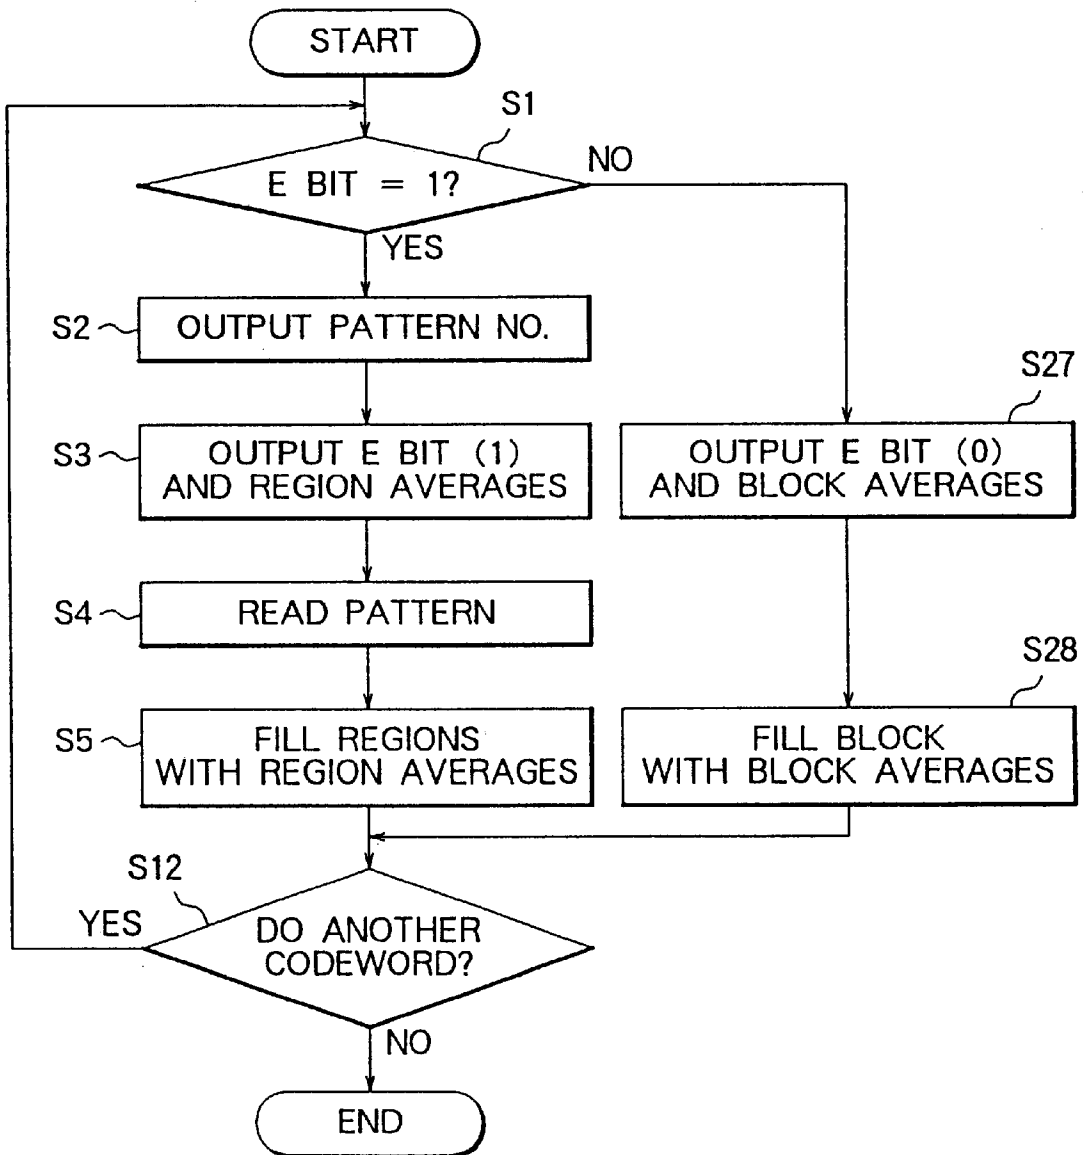 START
S1
E BIT = 1?
NO
YES
S2
OUTPUT PATTERN NO.
S27
S3
OUTPUT E BIT (1)
AND REGION AVERAGES
OUTPUT E BIT (0)
AND BLOCK AVERAGES
S4
READ PATTERN
S28
S5
FILL REGIONS
WITH REGION AVERAGES
FILL BLOCK
WITH BLOCK AVERAGES
S12
YES
DO ANOTHER
CODEWORD?
NO
END